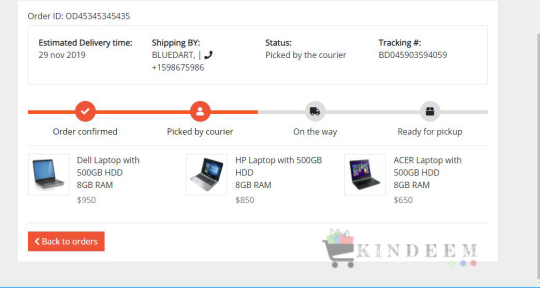 Order ID: OD45345345435
Estimated Delivery time:
29 nov 2019
Shipping BY:
BLUEDART, |
+1598675986
Status:
Picked by the courier
Tracking #:
BD045903594059
Order confirmed
Picked by courier
On the way
Ready for pickup
Dell Laptop with
500GB HDD
8GB RAM
$950
HP Laptop with 500GB
HDD
8GB RAM
$850
ACER Laptop with
500GB HDD
8GB RAM
$650
Back to orders
KINDEEM